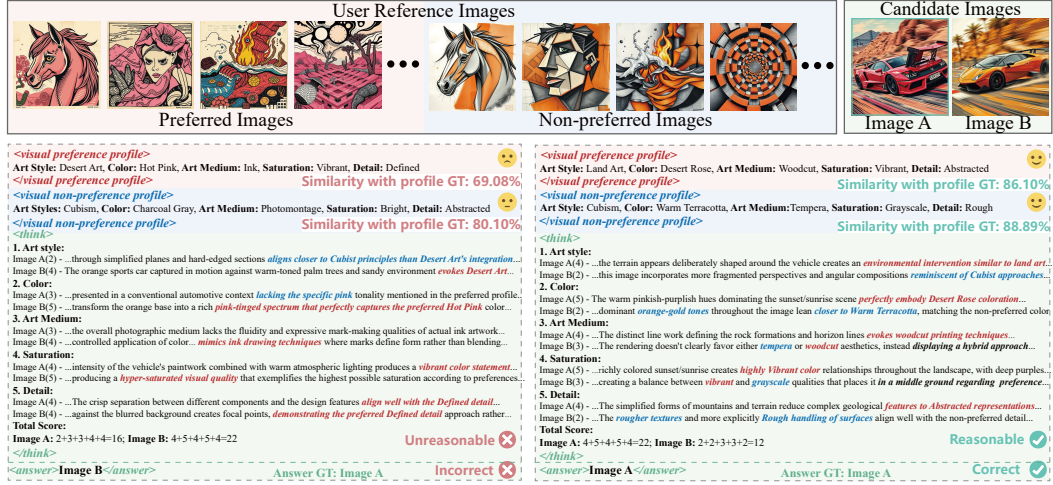 User Reference Images
Candidate Images
Preferred Images
Non-preferred Images
Image A
Image B
<visual preference profile>
Art Style: Desert Art, Color: Hot Pink, Art Medium: Ink, Saturation: Vibrant, Detail: Defined
</visual preference profile>
Similarity with profile GT: 69.08%
<visual non-preference profile>
Art Styles: Cubism, Color: Charcoal Gray, Art Medium: Photomontage, Saturation: Bright, Detail: Abstracted
</visual non-preference profile>
Similarity with profile GT: 80.10%
<think>
1. Art style:
Image A(2) - ...through simplified planes and hard-edged sections aligns closer to Cubist principles than Desert Art's integration...
Image B(4) - The orange sports car captured in motion against warm-toned palm trees and sandy environment evokes Desert Art...
2. Color:
Image A(3) - ...presented in a conventional automotive context lacking the specific pink tonality mentioned in the preferred profile...
Image B(5) - ...transform the orange base into a rich pink-tinged spectrum that perfectly captures the preferred Hot Pink color...
3. Art Medium:
Image A(3) - ...the overall photographic medium lacks the fluidity and expressive mark-making qualities of actual ink artwork...
Image B(4) - ...controlled application of color... mimics ink drawing techniques where marks define form rather than blending...
4. Saturation:
Image A(4) - ...intensity of the vehicle's paintwork combined with warm atmospheric lighting produces a vibrant color statement...
Image B(5) - ...producing a hyper-saturated visual quality that exemplifies the highest possible saturation according to preferences...
5. Detail:
Image A(4) - ...The crisp separation between different components and the design features align well with the Defined detail...
Image B(4) - ...against the blurred background creates focal points, demonstrating the preferred Defined detail approach rather...
Total Score:
Image A: 2+3+3+4+4=16; Image B: 4+5+4+5+4=22
Unreasonable
</think>
<answer>Image B</answer>
Answer GT: Image A
Incorrect
<visual preference profile>
Art Style: Land Art, Color: Desert Rose, Art Medium: Woodcut, Saturation: Vibrant, Detail: Abstracted
</visual preference profile>
Similarity with profile GT: 86.10%
<visual non-preference profile>
Art Styles: Cubism, Color: Warm Terracotta, Art Medium:Tempera, Saturation: Grayscale, Detail: Rough
</visual non-preference profile>
Similarity with profile GT: 88.89%
<think>
1. Art style:
Image A(4) - ...the terrain appears deliberately shaped around the vehicle creates an environmental intervention similar to land art...
Image B(2) - ...this image incorporates more fragmented perspectives and angular compositions reminiscent of Cubist approaches...
2. Color:
Image A(5) - The warm pinkish-purplish hues dominating the sunset/sunrise scene perfectly embody Desert Rose coloration...
Image B(2) - ...dominant orange-gold tones throughout the image lean closer to Warm Terracotta, matching the non-preferred color
3. Art Medium:
Image A(4) - The distinct line work defining the rock formations and horizon lines evokes woodcut printing techniques...
Image B(3) - ...The rendering doesn't clearly favor either tempera or woodcut aesthetics, instead displaying a hybrid approach...
4. Saturation:
Image A(5) - ...richly colored sunset/sunrise creates highly Vibrant color relationships throughout the landscape, with deep purples...
Image B(3) - ...creating a balance between vibrant and grayscale qualities that places it in a middle ground regarding preference...
5. Detail:
Image A(4) - ...The simplified forms of mountains and terrain reduce complex geological features to Abstracted representations...
Image B(2) - ...The rougher textures and more explicitly Rough handling of surfaces align well with the non-preferred detail...
Total Score:
Image A: 4+5+4+5+4=22; Image B: 2+2+3+3+2=12
Reasonable
</think>
<answer>Image A</answer>
Answer GT: Image A
Correct